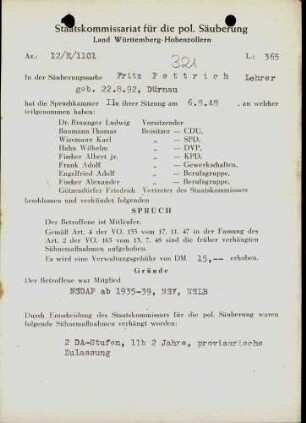 Staatskommissariat für die pol. Säuberung
Land Württemberg-Hohenzollern
Az.: 12/R/1101
321
L: 365
In der Säuberungssache Fritz Pettrich Lehrer
geb. 22.8.92, Dürnau
hat die Spruchkammer IIa ihrer Sitzung am 6.9.48, an welcher
teilgenommen haben:
Dr. Braunger Ludwig Vorsitzender
Baumann Thomas Beisitzer — CDU,
Wizemann Karl „ — SPD,
Hahn Wilhelm „ — DVP,
Fischer Albert jr. „ — KPD,
Frank Adolf „ — Gewerkschaften,
Engelfried Adolf „ — Berufsgruppe,
Fischer Alexander „ — Berufsgruppe,
Gutzendörfer Friedrich Vertreter des Staatskommissars
beschlossen und verkündet folgenden
SPRUCH
Der Betroffene ist Mitläufer.
Gemäß Art. 4 der VO. 133 vom 17. 11. 47 in der Fassung des
Art. 2 der VO. 165 vom 13. 7. 48 sind die früher verhängten
Sühnemaßnahmen aufgehoben.
Es wird eine Verwaltungsgebühr von DM 15,-- erhoben.
Gründe
Der Betroffene war Mitglied
NSDAP ab 1935-39, NSV, NSLB
Durch Entscheidung des Staatskommissars für die pol. Säuberung waren
folgende Sühnemaßnahmen verhängt worden:
2 DA-Stufen, 11b 2 Jahre, provisorische
Zulassung